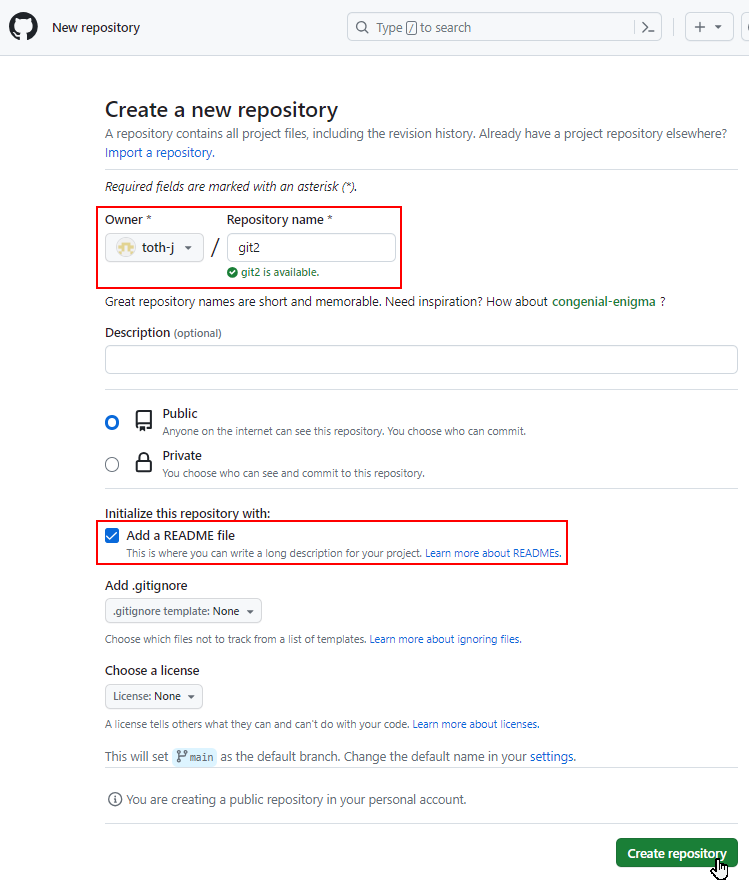 New repository
Type / to search
Create a new repository
A repository contains all project files, including the revision history. Already have a project repository elsewhere?
Import a repository.
Required fields are marked with an asterisk (*).
Owner * Repository name *
toth-j / git2
git2 is available.
Great repository names are short and memorable. Need inspiration? How about congenial-enigma ?
Description (optional)
Public
Anyone on the internet can see this repository. You choose who can commit.
Private
You choose who can see and commit to this repository.
Initialize this repository with:
Add a README file
This is where you can write a long description for your project. Learn more about READMEs.
Add .gitignore
.gitignore template: None
Choose which files not to track from a list of templates. Learn more about ignoring files.
Choose a license
License: None
A license tells others what they can and can't do with your code. Learn more about licenses.
This will set main as the default branch. Change the default name in your settings.
You are creating a public repository in your personal account.
Create repository